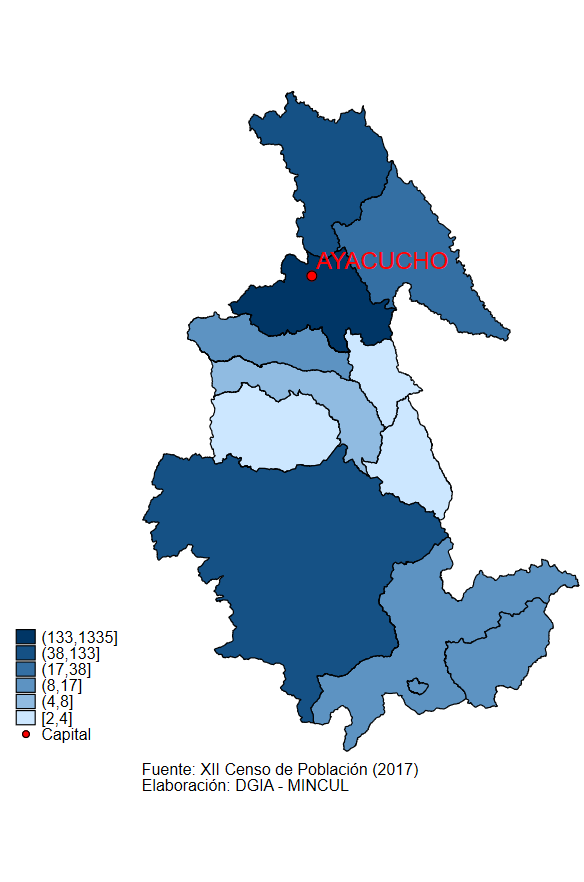 AYACUCHO
(133,1335]
(38,133]
(17,38]
(8,17]
(4,8]
[2,4]
Capital
Fuente: XII Censo de Población (2017)
Elaboración: DGIA - MINCUL